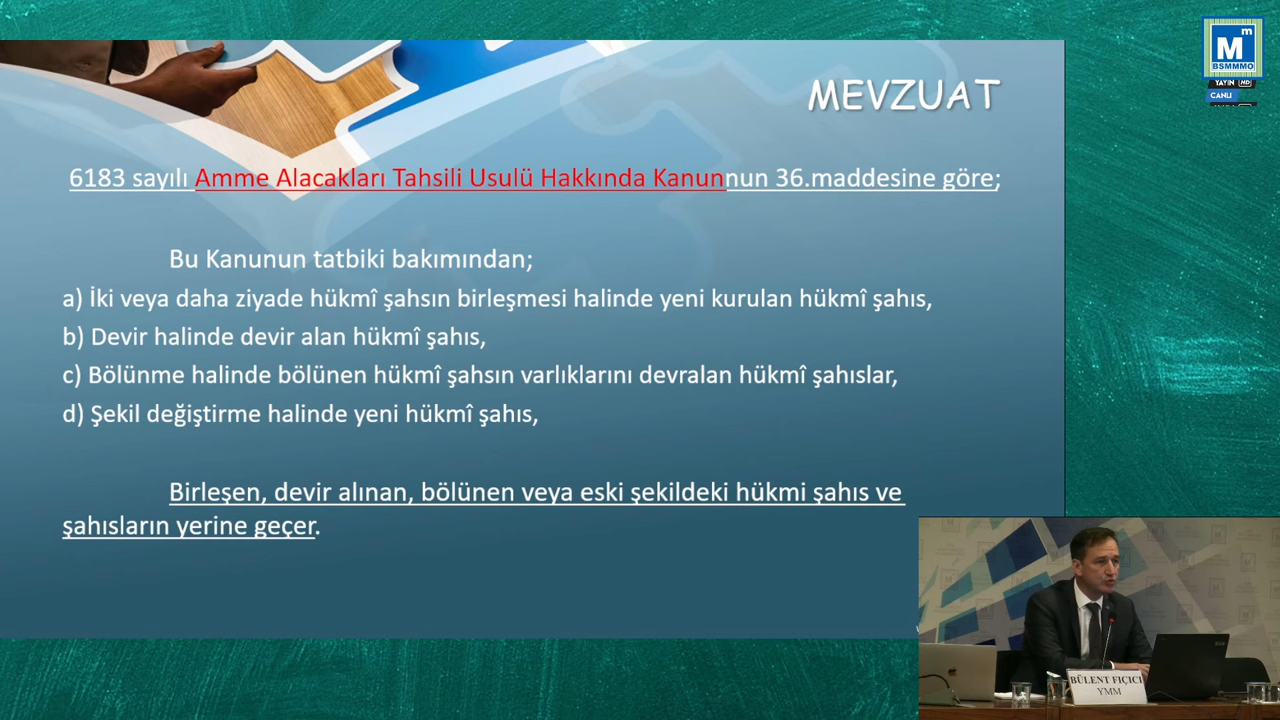 MEVZUAT
6183 sayılı Amme Alacakları Tahsili Usulü Hakkında Kanunnun 36.maddesine göre;
Bu Kanunun tatbiki bakımından;
a) İki veya daha ziyade hükmî şahsın birleşmesi halinde yeni kurulan hükmî şahıs,
b) Devir halinde devir alan hükmî şahıs,
c) Bölünme halinde bölünen hükmî şahsın varlıklarını devralan hükmî şahıslar,
d) Şekil değiştirme halinde yeni hükmî şahıs,
Birleşen, devir alınan, bölünen veya eski şekildeki hükmi şahıs ve
şahısların yerine geçer.
Mm
BSMMMO
YAYIN HD
CANLI
BÜLENT FIÇICI
YMM